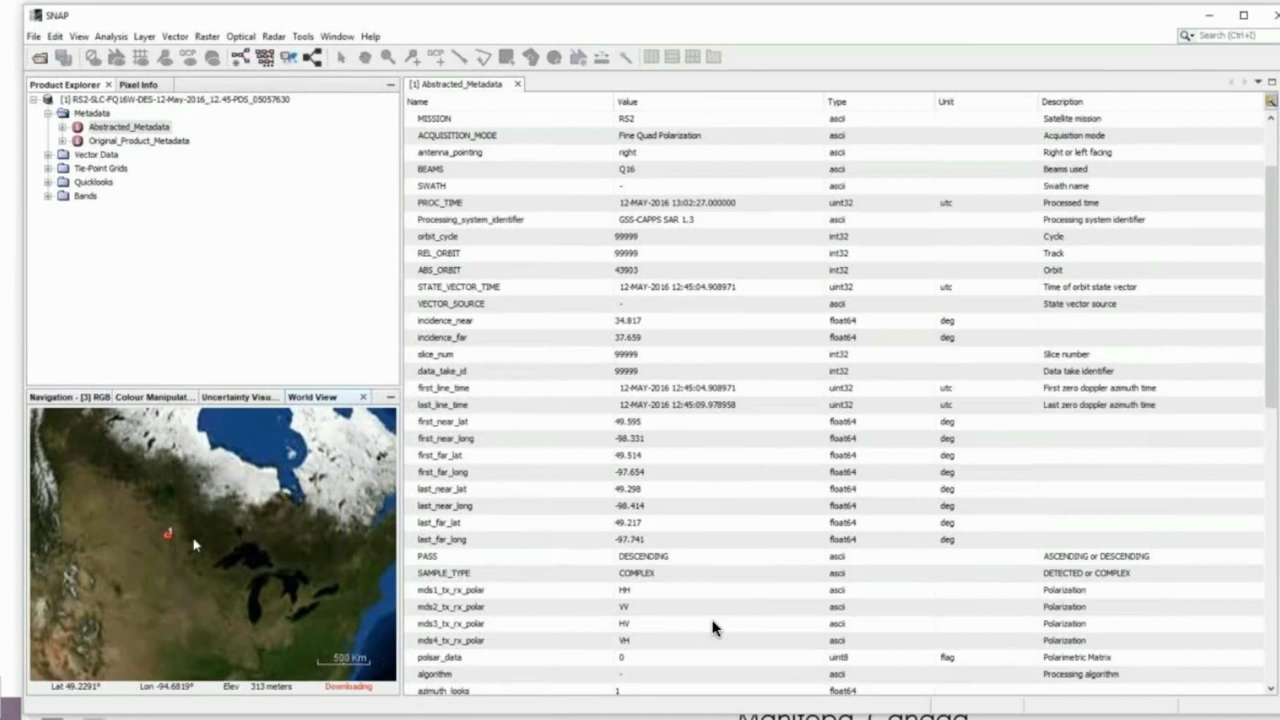 SNAP
File Edit View Analysis Layer Vector Raster Optical Radar Tools Window Help
Search (Ctrl+I)
Product Explorer Pixel Info
[1] RS2-SLC-FQ16W-DES-12-May-2016_12.45-PDS_05057630
Metadata
Abstracted_Metadata
Original_Product_Metadata
Vector Data
Tie-Point Grids
Quicklooks
Bands
[1] Abstracted_Metadata
Name Value Type Unit Description
MISSION RS2 ascii Satellite mission
ACQUISITION_MODE Fine Quad Polarization ascii Acquisition mode
antenna_pointing right ascii Right or left facing
BEAMS Q16 ascii Beams used
SWATH - ascii Swath name
PROC_TIME 12-MAY-2016 13:02:27.000000 uint32 utc Processed time
Processing_system_identifier GSS-CAPPS SAR 1.3 ascii Processing system identifier
orbit_cycle 99999 int32 Cycle
REL_ORBIT 99999 int32 Track
ABS_ORBIT 43903 int32 Orbit
STATE_VECTOR_TIME 12-MAY-2016 12:45:04.908971 uint32 utc Time of orbit state vector
VECTOR_SOURCE - ascii State vector source
incidence_near 34.817 float64 deg
incidence_far 37.659 float64 deg
slice_num 99999 int32 Slice number
data_take_id 99999 int32 Data take identifier
first_line_time 12-MAY-2016 12:45:04.908971 uint32 utc First zero doppler azimuth time
last_line_time 12-MAY-2016 12:45:09.978958 uint32 utc Last zero doppler azimuth time
first_near_lat 49.595 float64 deg
first_near_long -98.331 float64 deg
first_far_lat 49.514 float64 deg
first_far_long -97.654 float64 deg
last_near_lat 49.298 float64 deg
last_near_long -98.414 float64 deg
last_far_lat 49.217 float64 deg
last_far_long -97.741 float64 deg
PASS DESCENDING ascii ASCENDING or DESCENDING
SAMPLE_TYPE COMPLEX ascii DETECTED or COMPLEX
mds1_tx_rx_polar HH ascii Polarization
mds2_tx_rx_polar VV ascii Polarization
mds3_tx_rx_polar HV ascii Polarization
mds4_tx_rx_polar VH ascii Polarization
polsar_data 0 uint8 flag Polarimetric Matrix
algorithm - ascii Processing algorithm
azimuth_looks 1 float64
Navigation - [3] RGB Colour Manipulat... Uncertainty Visu... World View
1
500 Km
Lat 49.2291° Lon -94.6819° Elev 313 meters Downloading
Manitoba, Canada